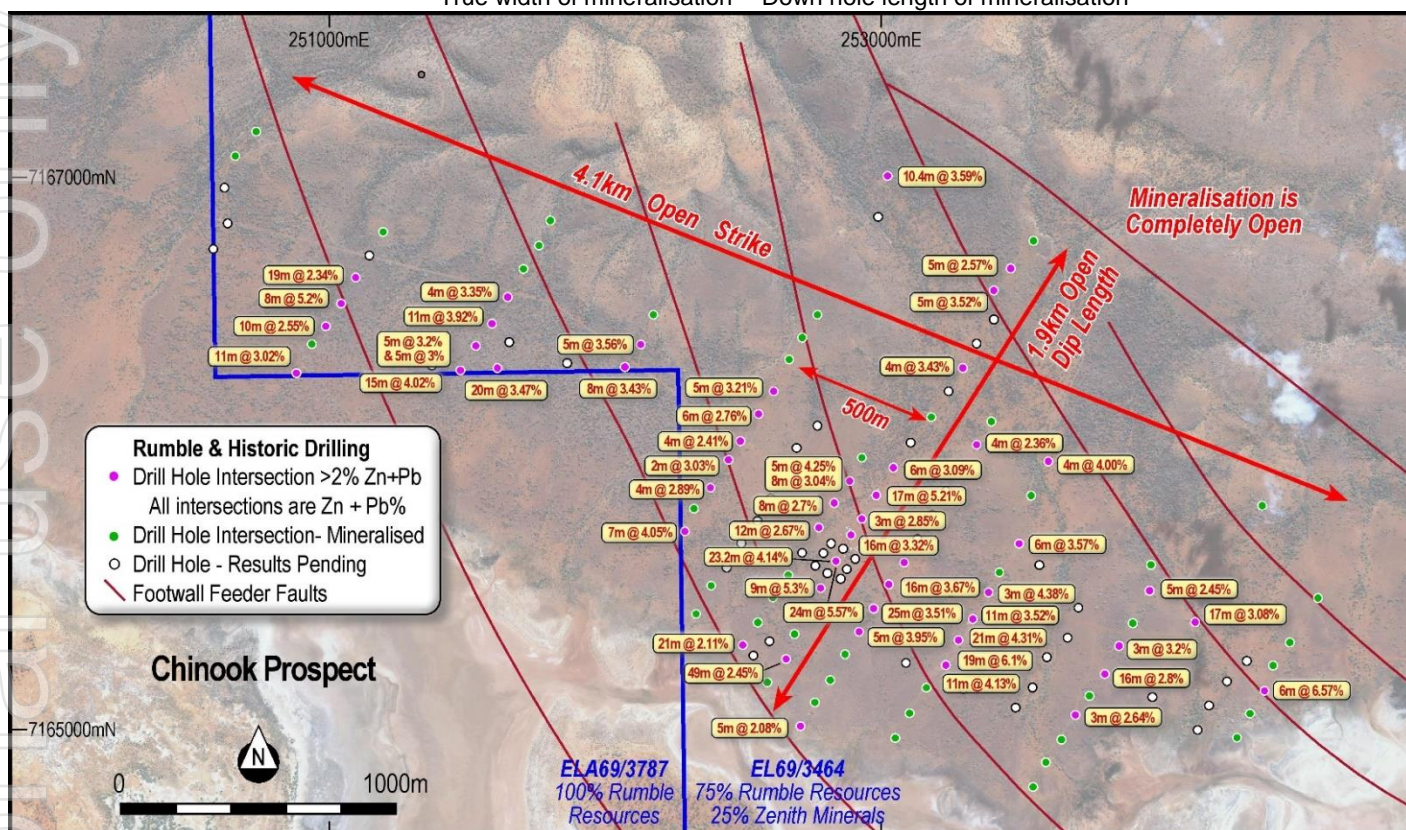 True width of mineralisation    Down hole length of mineralisation
251000mE
253000mE
7167000mN
10.4m @ 3.59%
Mineralisation is
Completely Open
4.1km Open Strike
1.9km Open
Dip Length
5m @ 2.57%
5m @ 3.52%
19m @ 2.34%
8m @ 5.2%
10m @ 2.55%
11m @ 3.02%
4m @ 3.35%
11m @ 3.92%
5m @ 3.2%
& 5m @ 3%
15m @ 4.02%
20m @ 3.47%
5m @ 3.56%
8m @ 3.43%
4m @ 3.43%
500m
5m @ 3.21%
6m @ 2.76%
4m @ 2.41%
2m @ 3.03%
4m @ 2.89%
7m @ 4.05%
5m @ 4.25%
8m @ 3.04%
8m @ 2.7%
12m @ 2.67%
23.2m @ 4.14%
9m @ 5.3%
24m @ 5.57%
4m @ 2.36%
4m @ 4.00%
6m @ 3.09%
17m @ 5.21%
3m @ 2.85%
16m @ 3.32%
6m @ 3.57%
16m @ 3.67%
3m @ 4.38%
25m @ 3.51%
11m @ 3.52%
5m @ 3.95%
21m @ 4.31%
19m @ 6.1%
11m @ 4.13%
5m @ 2.45%
17m @ 3.08%
3m @ 3.2%
16m @ 2.8%
6m @ 6.57%
3m @ 2.64%
21m @ 2.11%
49m @ 2.45%
5m @ 2.08%
Rumble & Historic Drilling
Drill Hole Intersection >2% Zn+Pb
All intersections are Zn + Pb%
Drill Hole Intersection- Mineralised
Drill Hole - Results Pending
Footwall Feeder Faults
Chinook Prospect
7165000mN
N
0
1000m
ELA69/3787
100% Rumble
Resources
EL69/3464
75% Rumble Resources
25% Zenith Minerals